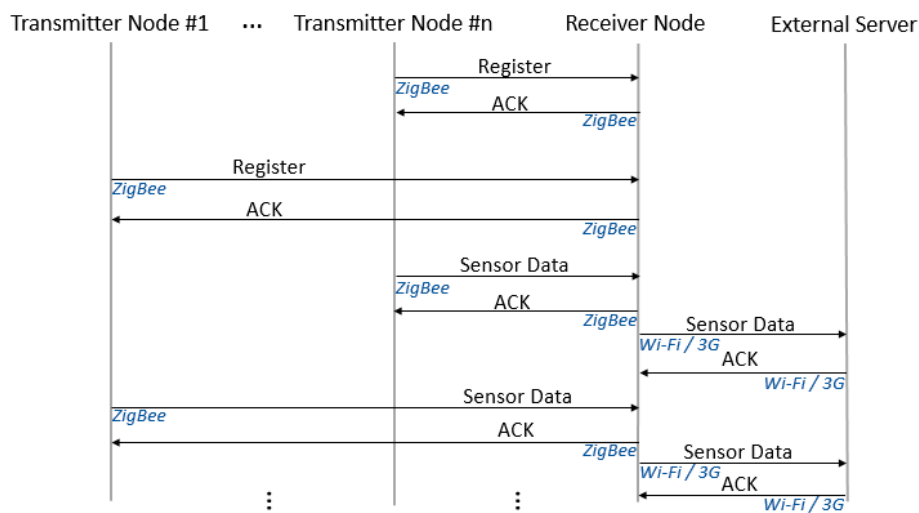 Transmitter Node #1 ... Transmitter Node #n Receiver Node External Server
Register
ZigBee
ACK
ZigBee
Register
ZigBee
ACK
ZigBee
Sensor Data
ZigBee
ACK
ZigBee
Sensor Data
Wi-Fi / 3G
ACK
Wi-Fi / 3G
Sensor Data
ZigBee
ACK
ZigBee
Sensor Data
Wi-Fi / 3G
ACK
Wi-Fi / 3G